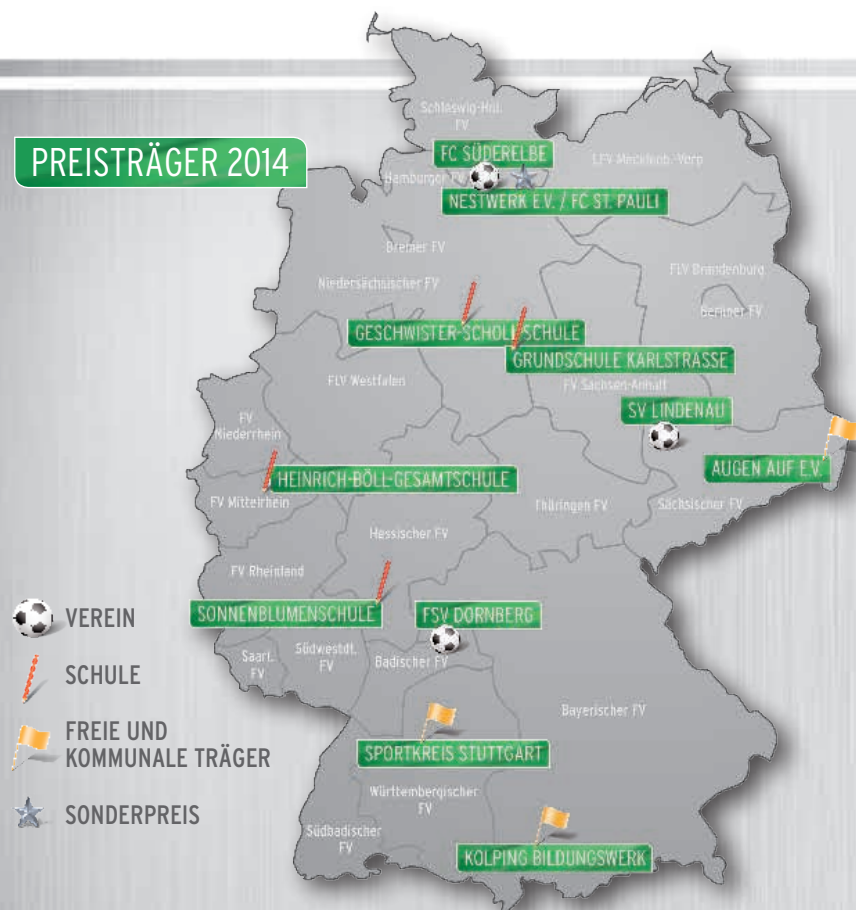 PREISTRÄGER 2014
Schleswig-Hol.
FV
FC SÜDERELBE
LFV Mecklenb.-Vorp
Hamburger FV
NESTWERK E.V. / FC ST. PAULI
Bremer FV
Niedersächsischer FV
FLV Brandenburg
Berliner FV
GESCHWISTER-SCHOLL-SCHULE
GRUNDSCHULE KARLSTRASSE
FLV Westfalen
FV Sachsen-Anhalt
SV LINDENAU
FV
Niederrhein
AUGEN AUF E.V.
HEINRICH-BÖLL-GESAMTSCHULE
FV Mittelrhein
Thüringen FV
Sächsischer FV
Hessischer FV
FV Rheinland
SONNENBLUMENSCHULE
FSV DORNBERG
VEREIN
Saarl.
FV
Südwestdt.
FV
Badischer FV
SCHULE
Bayerischer FV
FREIE UND
KOMMUNALE TRÄGER
SPORTKREIS STUTTGART
Württembergischer
FV
SONDERPREIS
Südbadischer
FV
KOLPING BILDUNGSWERK